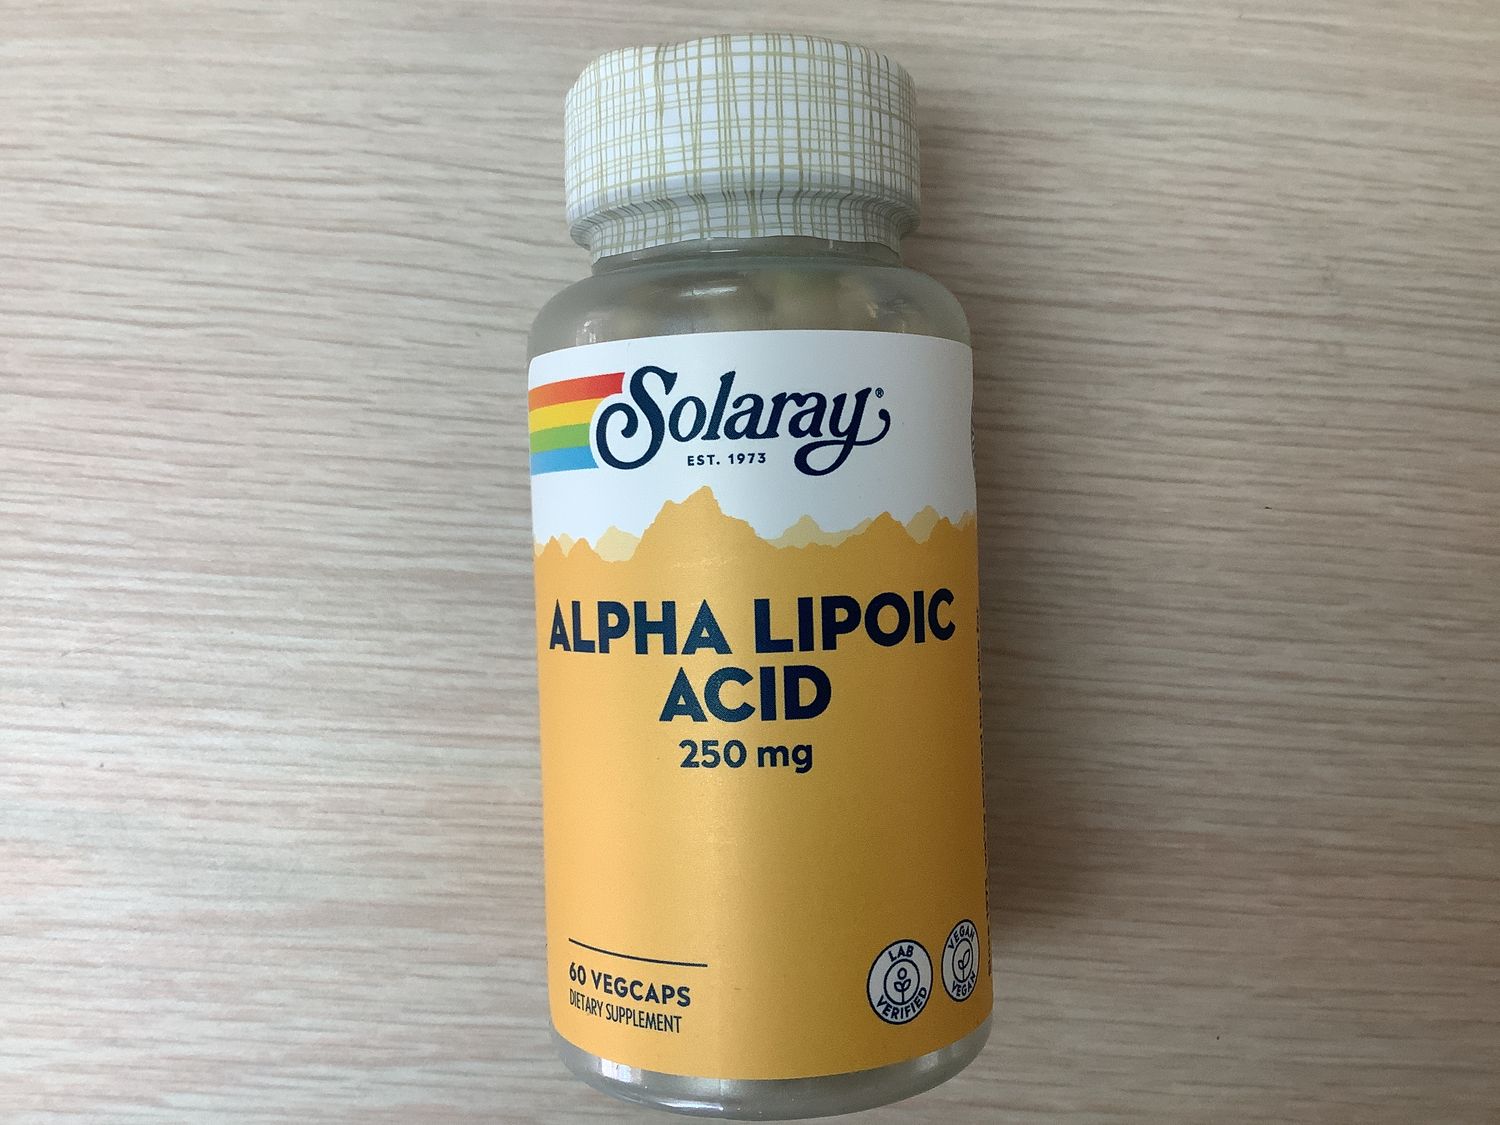 Solaray®
EST. 1973
ALPHA LIPOIC
ACID
250 mg
60 VEGCAPS
DIETARY SUPPLEMENT
LAB
VERIFIED
VEGAN
VEGAN